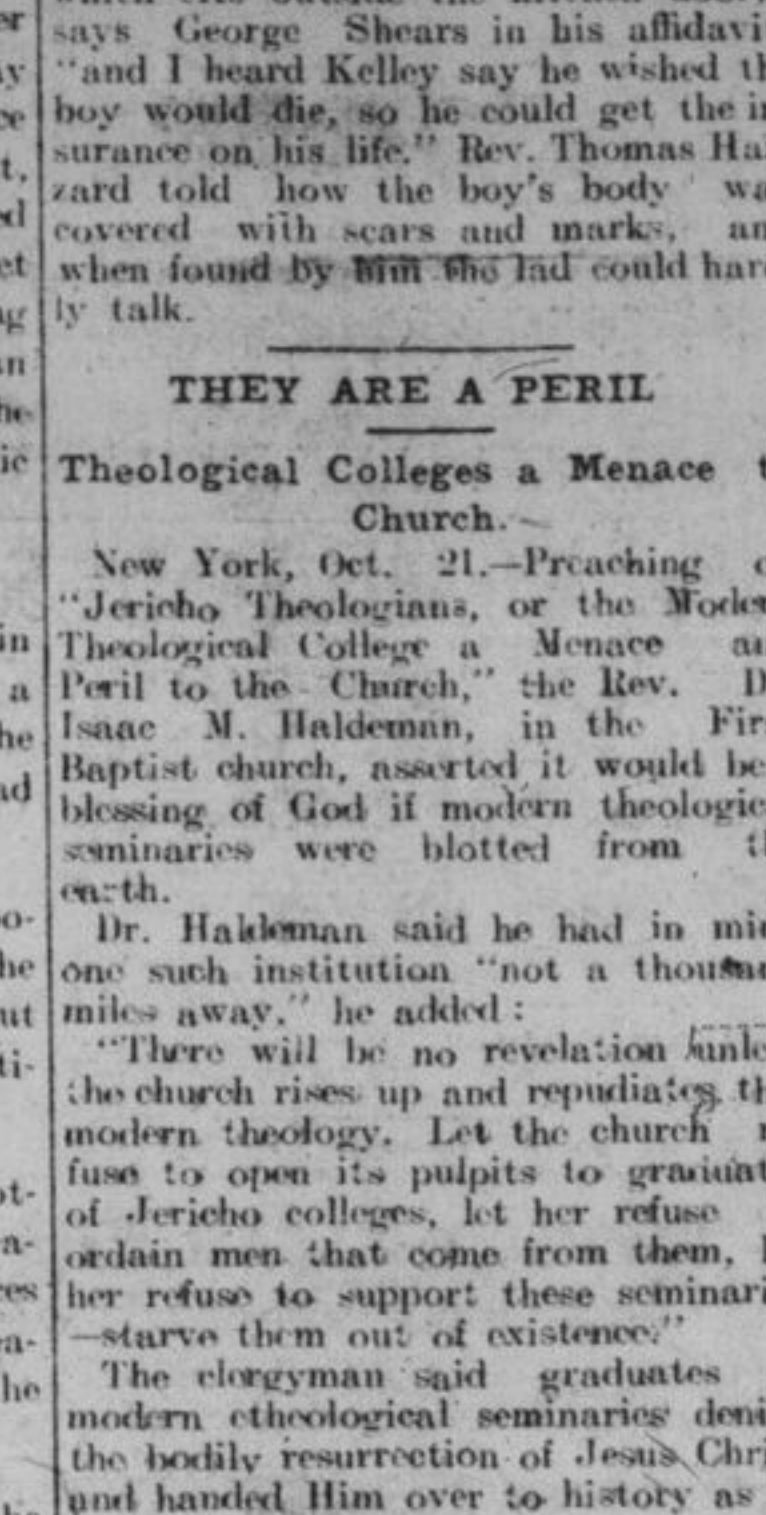 says George Shears in his affidavi
"and I heard Kelley say he wished th
boy would die, so he could get the in
surance on his life." Rev. Thomas Ha
zard told how the boy's body wa
covered with scars and marks, an
when found by him the lad could hard
ly talk.
THEY ARE A PERIL
Theological Colleges a Menace t
Church.
New York, Oct. 21.—Preaching o
"Jericho Theologians, or the Moder
Theological College a Menace an
Peril to the Church," the Rev. D
Isaac M. Haldeman, in the Firs
Baptist church, asserted it would be
blessing of God if modern theologic
seminaries were blotted from th
earth.
Dr. Haldeman said he had in min
one such institution "not a thousan
miles away." he added:
"There will be no revelation unle
the church rises up and repudiates th
modern theology. Let the church r
fuse to open its pulpits to graduat
of Jericho colleges, let her refuse
ordain men that come from them, l
her refuse to support these seminari
—starve them out of existence."
The clergyman said graduates
modern etheological seminaries deni
the bodily resurrection of Jesus Chri
und handed Him over to history as